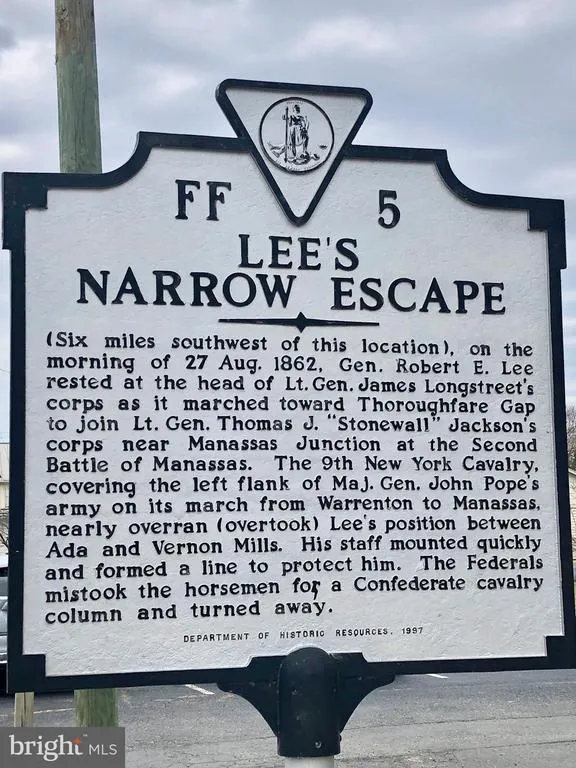 FF 5
LEE'S
NARROW ESCAPE
(Six miles southwest of this location), on the
morning of 27 Aug. 1862, Gen. Robert E. Lee
rested at the head of Lt. Gen. James Longstreet's
corps as it marched toward Thoroughfare Gap
to join Lt. Gen. Thomas J. "Stonewall" Jackson's
corps near Manassas Junction at the Second
Battle of Manassas. The 9th New York Cavalry,
covering the left flank of Maj. Gen. John Pope's
army on its march from Warrenton to Manassas,
nearly overran (overtook) Lee's position between
Ada and Vernon Mills. His staff mounted quickly
and formed a line to protect him. The Federals
mistook the horsemen for a Confederate cavalry
column and turned away.
DEPARTMENT OF HISTORIC RESOURCES, 1997
bright MLS